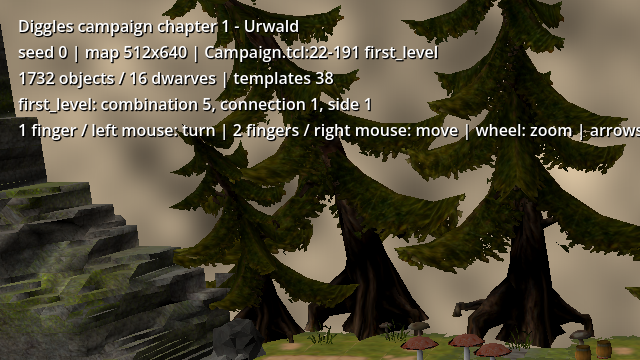 Diggles campaign chapter 1 - Urwald
seed 0 | map 512x640 | Campaign.tcl:22-191 first_level
1732 objects / 16 dwarves | templates 38
first_level: combination 5, connection 1, side 1
1 finger / left mouse: turn | 2 fingers / right mouse: move | wheel: zoom | arrows